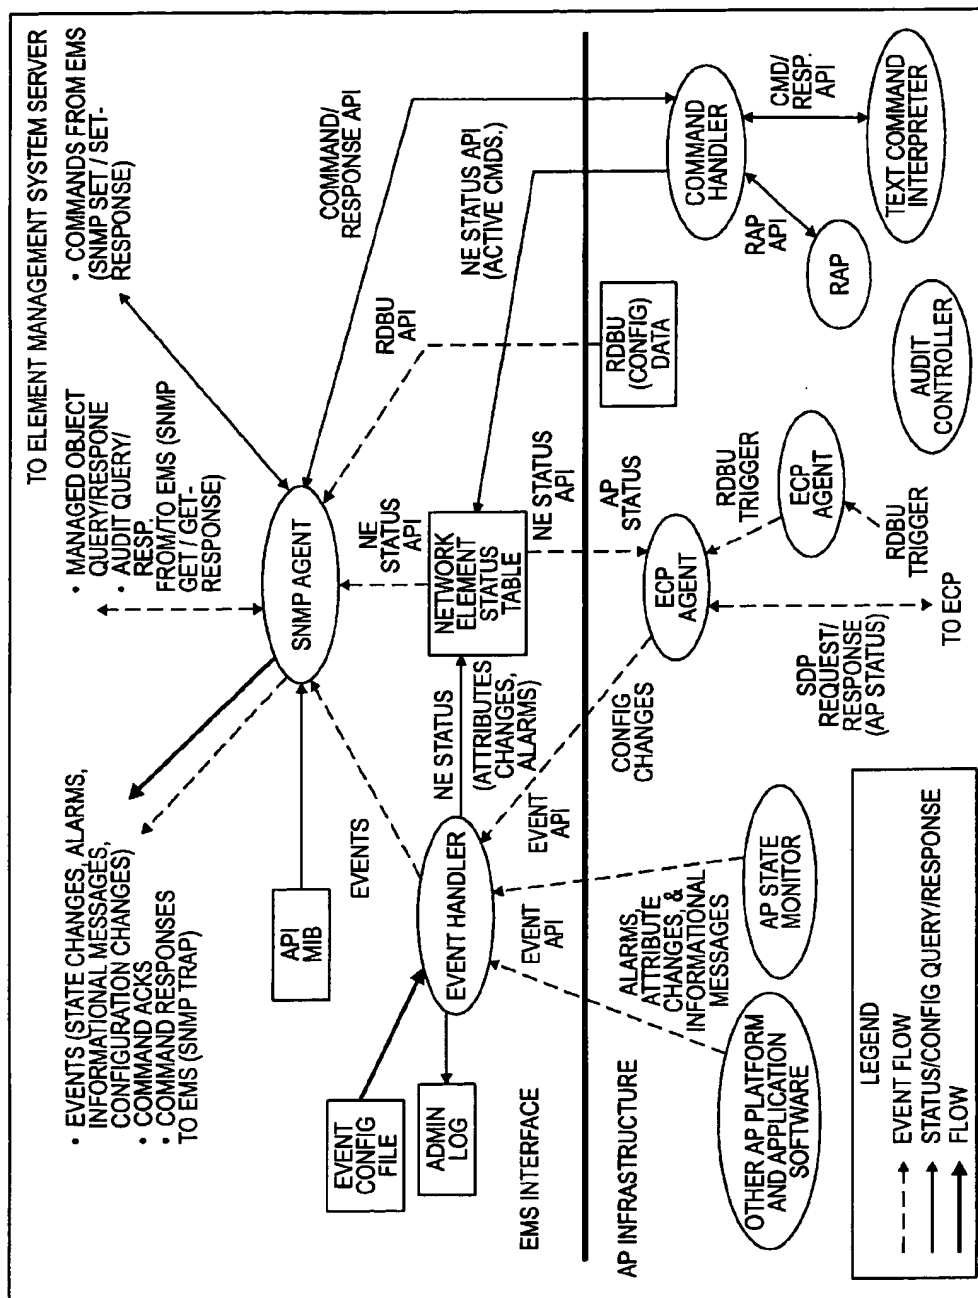 TO ELEMENT MANAGEMENT SYSTEM SERVER
• EVENTS (STATE CHANGES, ALARMS,
INFORMATIONAL MESSAGES,
CONFIGURATION CHANGES)
• COMMAND ACKS
• COMMAND RESPONSES
TO EMS (SNMP TRAP)
• MANAGED OBJECT
QUERY/RESPONE
• AUDIT QUERY/
RESP.
FROM/TO EMS (SNMP
GET / GET-
RESPONSE)
• COMMANDS FROM EMS
(SNMP SET / SET-
RESPONSE)
API
MIB
SNMP AGENT
EVENTS
NE
STATUS
API
RDBU
API
COMMAND/
RESPONSE API
EVENT
CONFIG
FILE
ADMIN
LOG
EVENT HANDLER
NE STATUS
(ATTRIBUTES
CHANGES,
ALARMS)
NETWORK
ELEMENT
STATUS
TABLE
NE STATUS API
(ACTIVE CMDS.)
EVENT
API
EVENT
API
NE STATUS
API
EMS INTERFACE
AP INFRASTRUCTURE
CONFIG
CHANGES
AP
STATUS
RDBU
(CONFIG)
DATA
COMMAND
HANDLER
ALARMS,
ATTRIBUTE
CHANGES, &
INFORMATIONAL
MESSAGES
ECP
AGENT
RDBU
TRIGGER
RAP
API
CMD/
RESP.
API
OTHER AP PLATFORM
AND APPLICATION
SOFTWARE
AP STATE
MONITOR
SDP
REQUEST/
RESPONSE
(AP STATUS)
ECP
AGENT
RAP
RDBU
TRIGGER
TO ECP
AUDIT
CONTROLLER
TEXT COMMAND
INTERPRETER
LEGEND
EVENT FLOW
STATUS/CONFIG QUERY/RESPONSE
FLOW